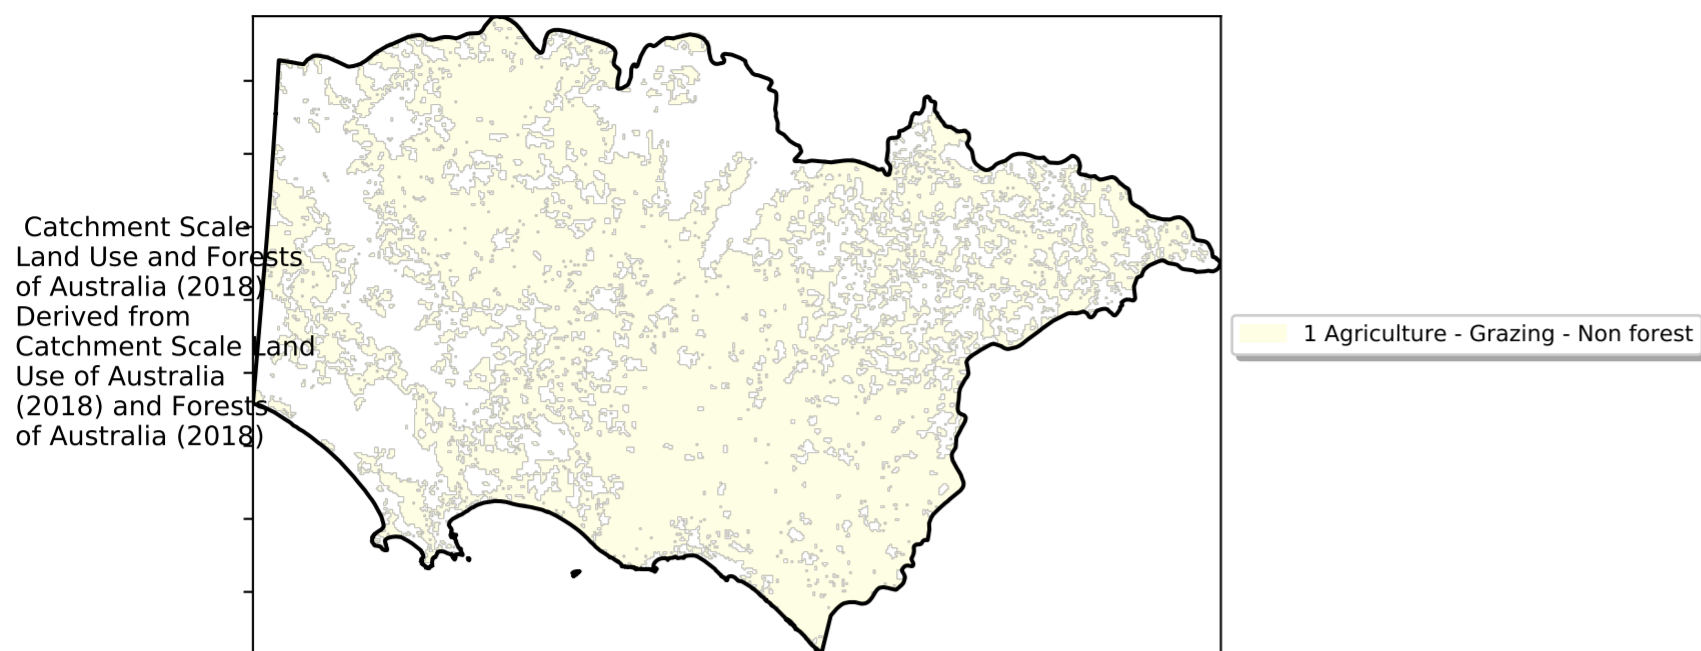 Catchment Scale
Land Use and Forests
of Australia (2018)
Derived from
Catchment Scale Land
Use of Australia
(2018) and Forests
of Australia (2018)
1 Agriculture - Grazing - Non forest